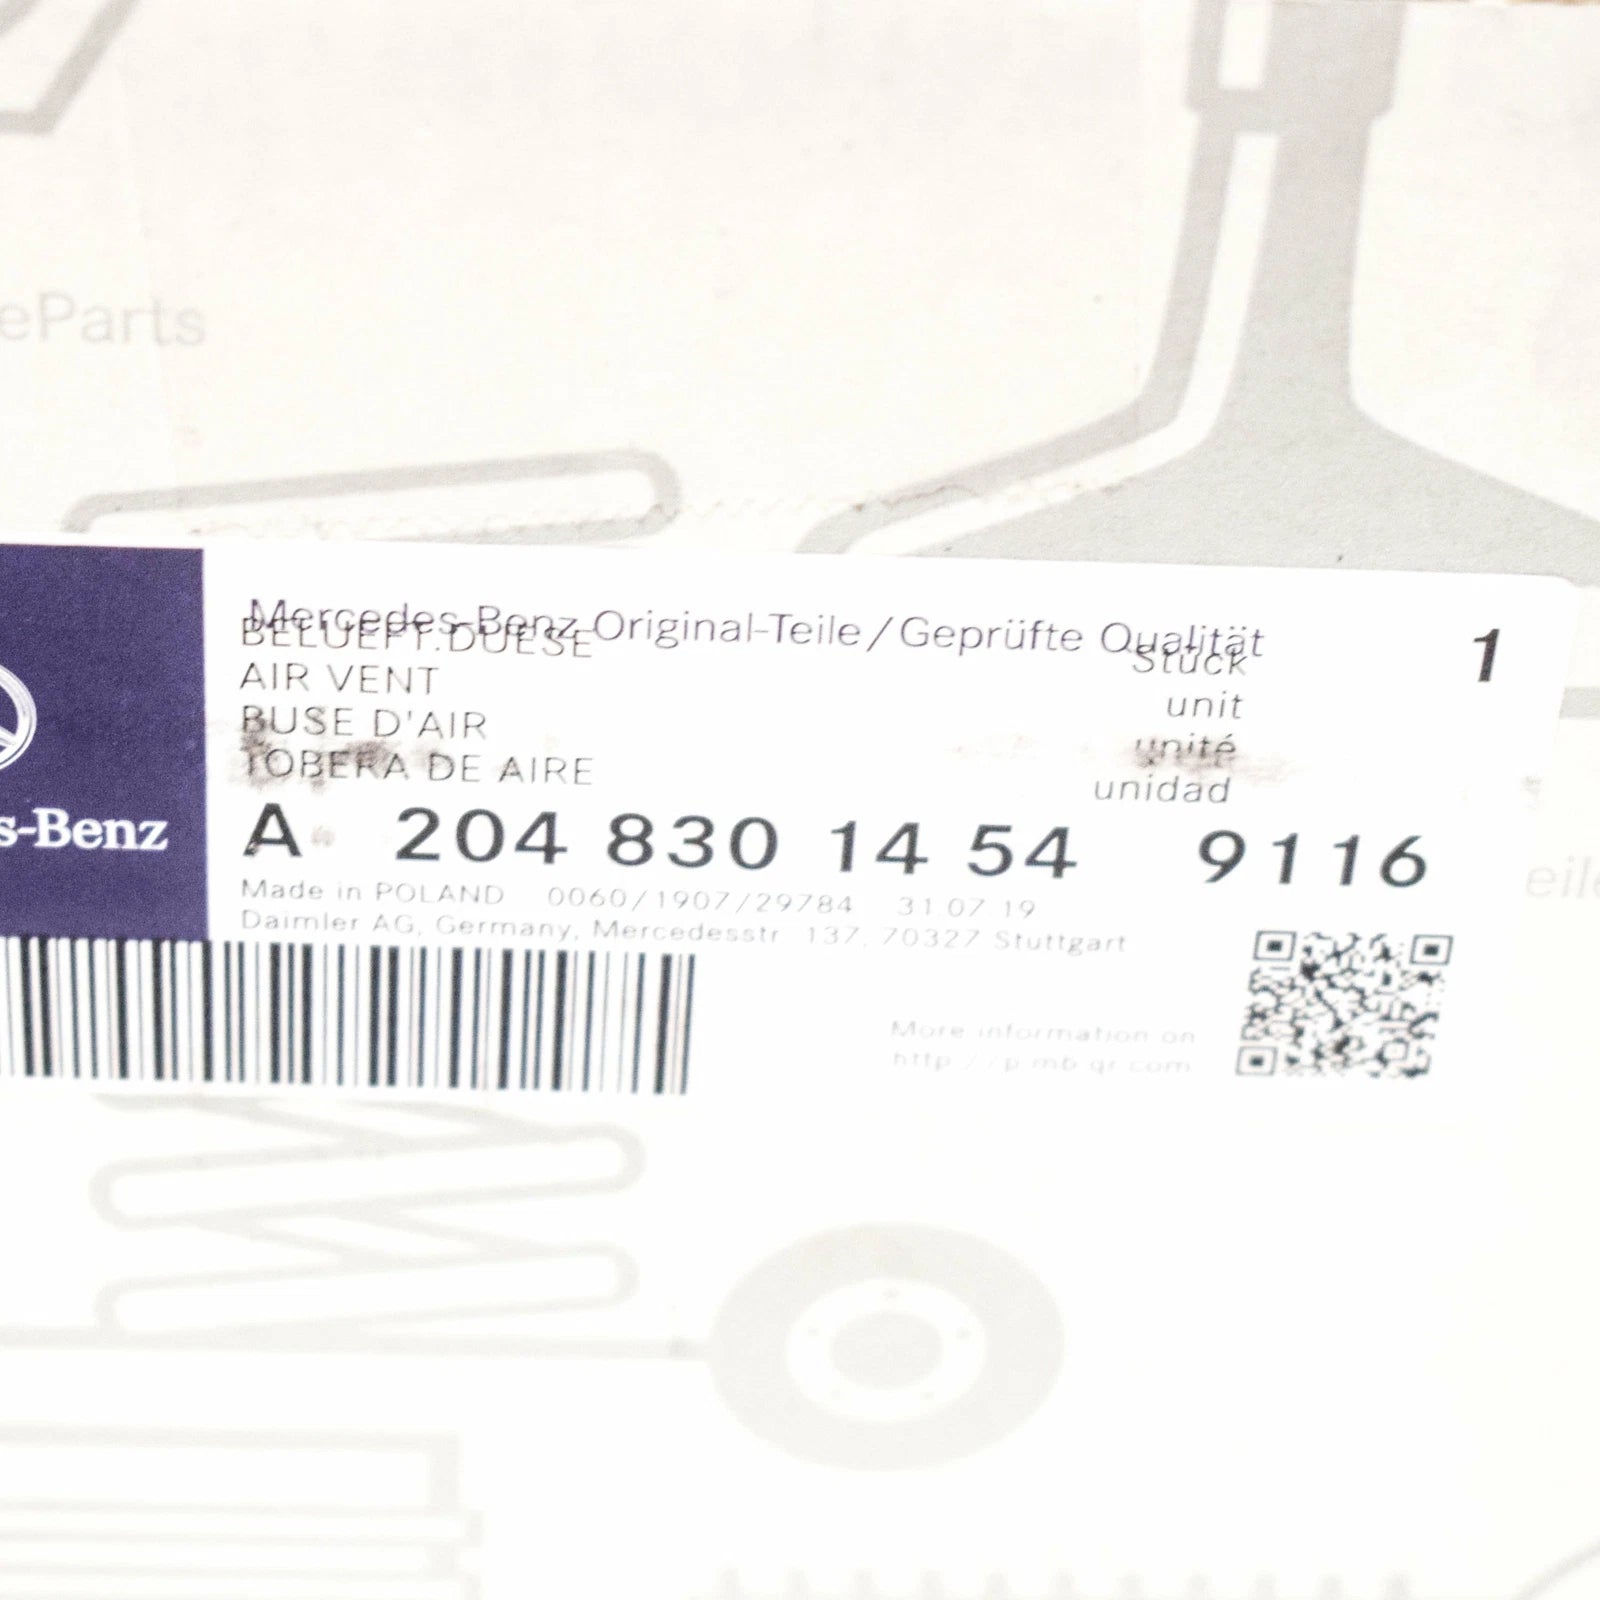 eParts
Mercedes-Benz Original-Teile/Geprüfte Qualität
BELUEFT.DUESE Stück 1
AIR VENT unit
BUSE D'AIR unité
TOBERA DE AIRE unidad
s-Benz
A 204 830 14 54 9116
Made in POLAND 0060/1907/29784 31.07.19
Daimler AG, Germany, Mercedesstr. 137, 70327 Stuttgart
More information on
http://p.mb-qr.com
eile